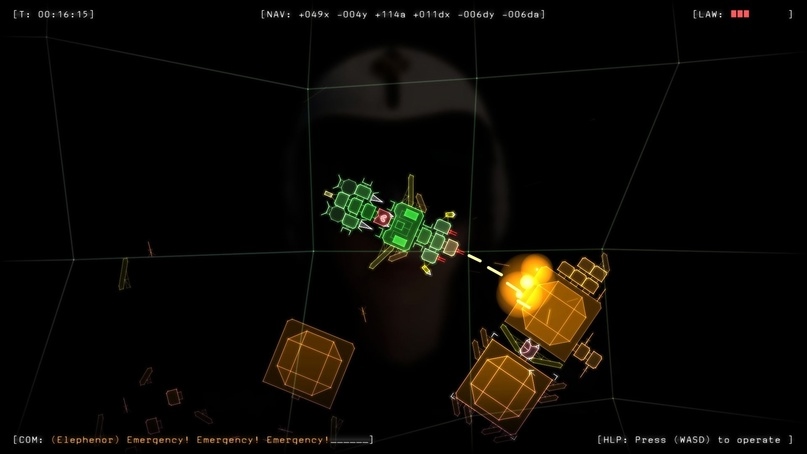 [T: 00:16:15]
[NAV: +049x -004y +114a +011dx -006dy -006da]
[LAW: ]
[COM: (Elephenor) Emergency! Emergency! Emergency!______]
[HLP: Press (WASD) to operate ]